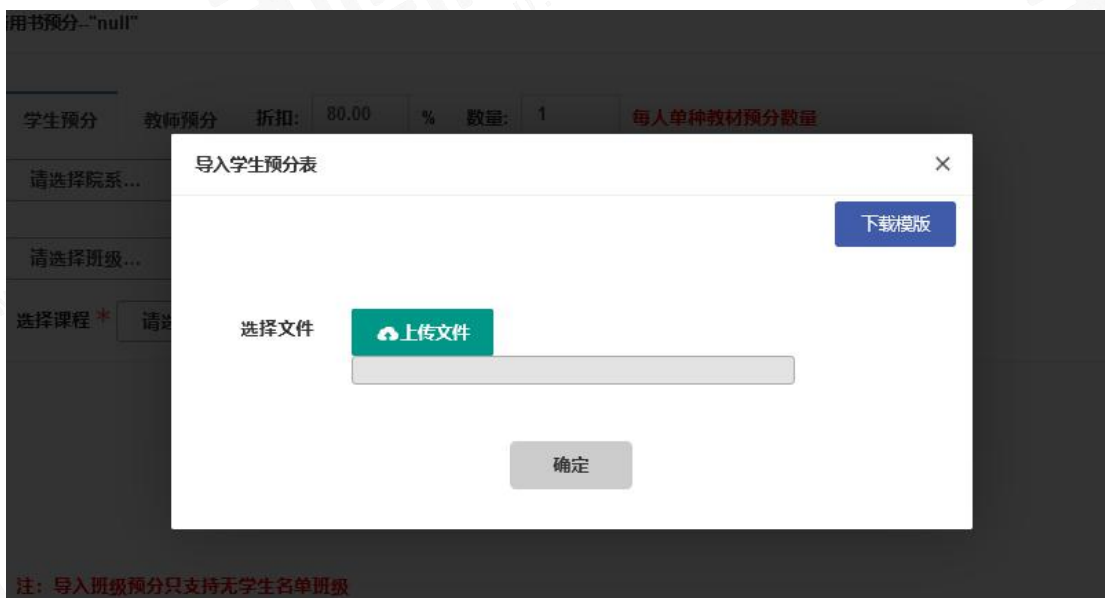 用书预分--"null"
学生预分 教师预分 折扣: 80.00 % 数量: 1 每人单种教材预分数量
导入学生预分表 ×
请选择院系...
下载模版
请选择班级...
选择课程 * 请选
选择文件 上传文件
确定
注：导入班级预分只支持无学生名单班级